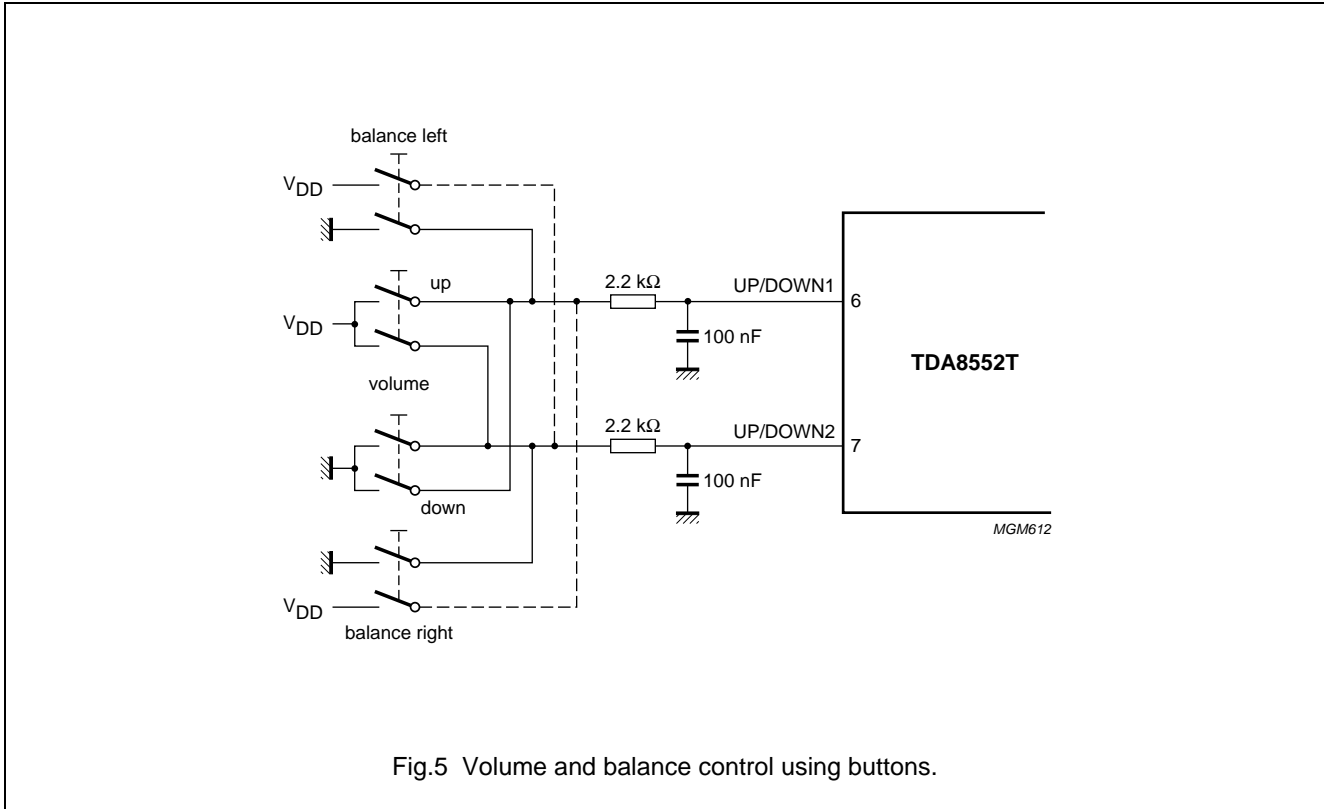 balance left
VDD
up
2.2 kΩ
UP/DOWN1
6
VDD
100 nF
TDA8552T
volume
2.2 kΩ
UP/DOWN2
7
100 nF
down
MGM612
VDD
balance right
Fig.5 Volume and balance control using buttons.